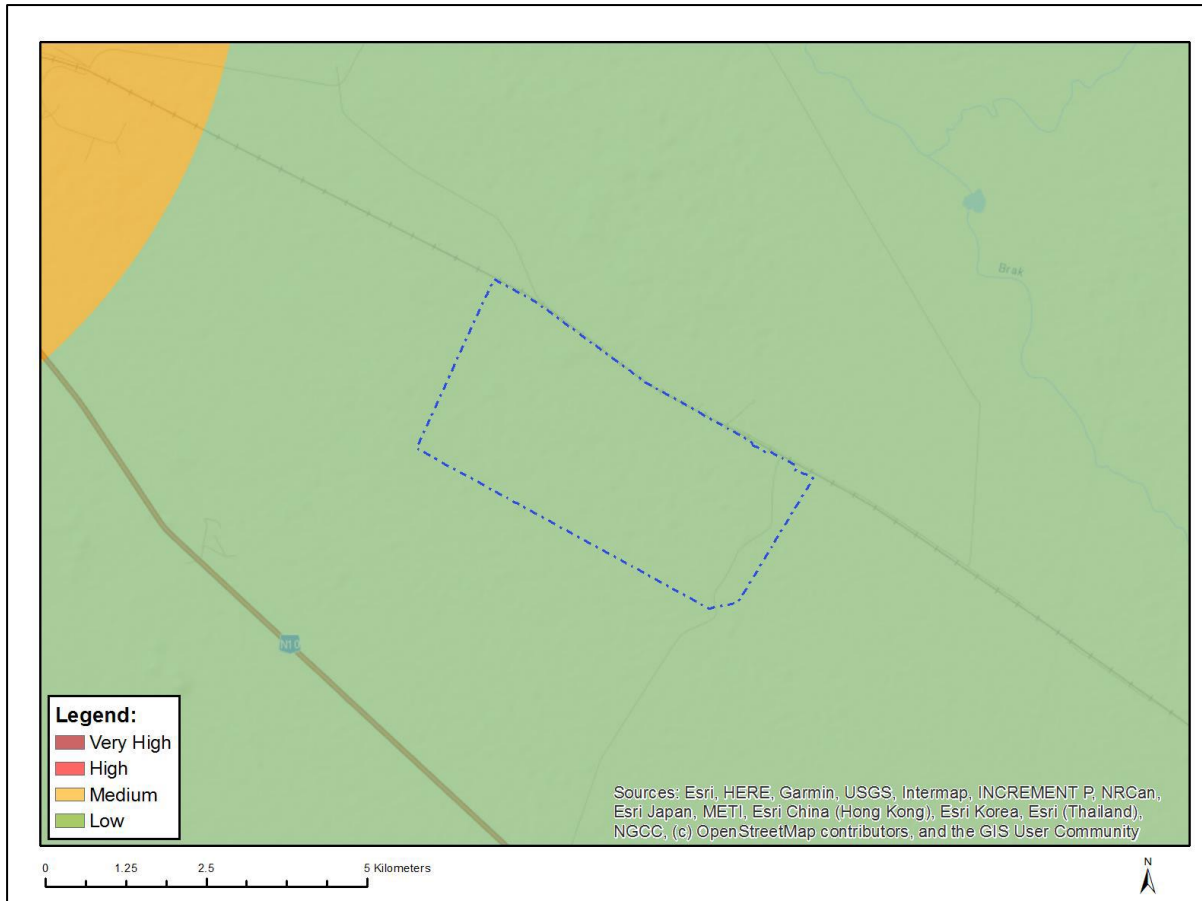 Brak
N10
Legend:
Very High
High
Medium
Low
Sources: Esri, HERE, Garmin, USGS, Intermap, INCREMENT P, NRCan,
Esri Japan, METI, Esri China (Hong Kong), Esri Korea, Esri (Thailand),
NGCC, (c) OpenStreetMap contributors, and the GIS User Community
0 1.25 2.5 5 Kilometers
N